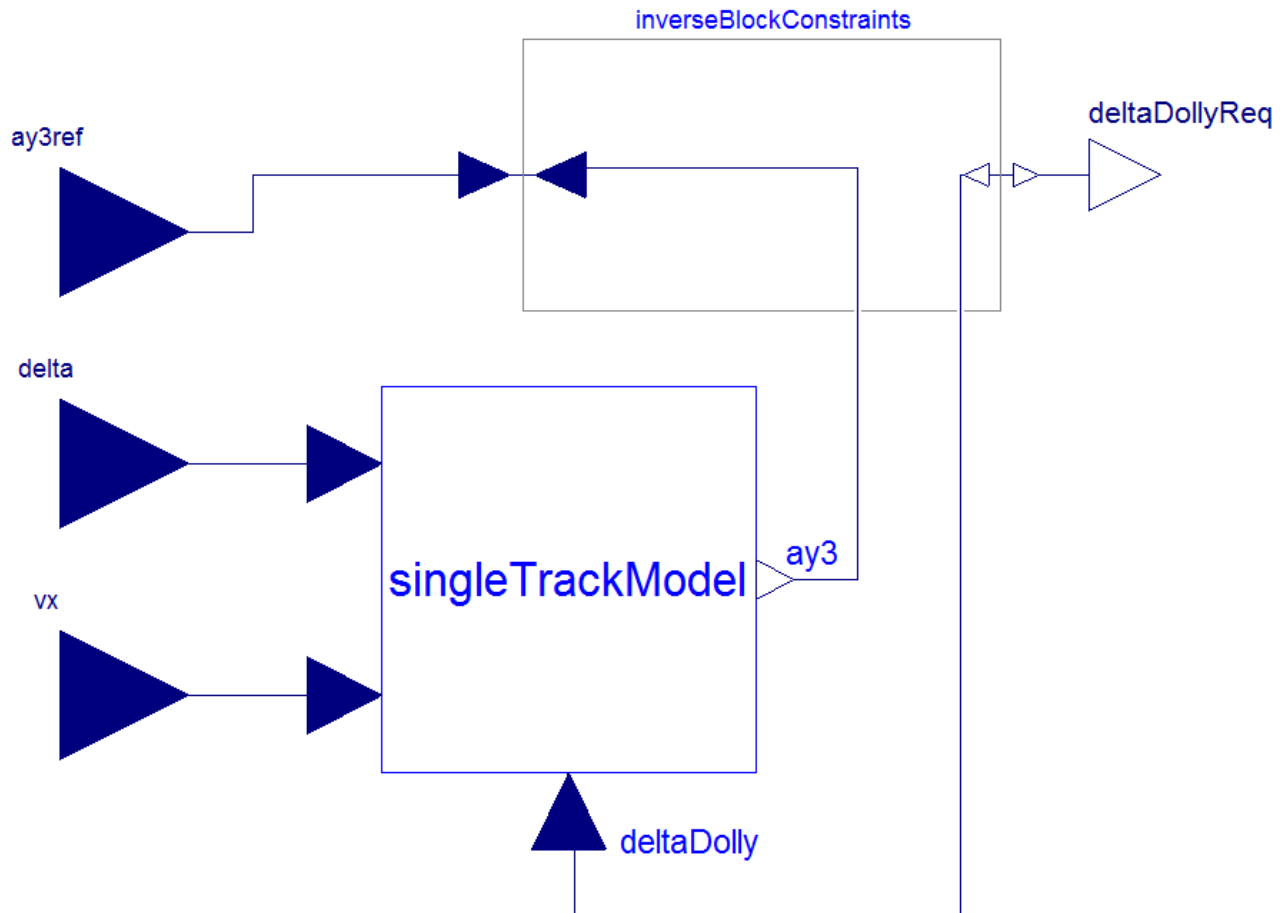 inverseBlockConstraints
deltaDollyReq
ay3ref
delta
ay3
singleTrackModel
vx
deltaDolly